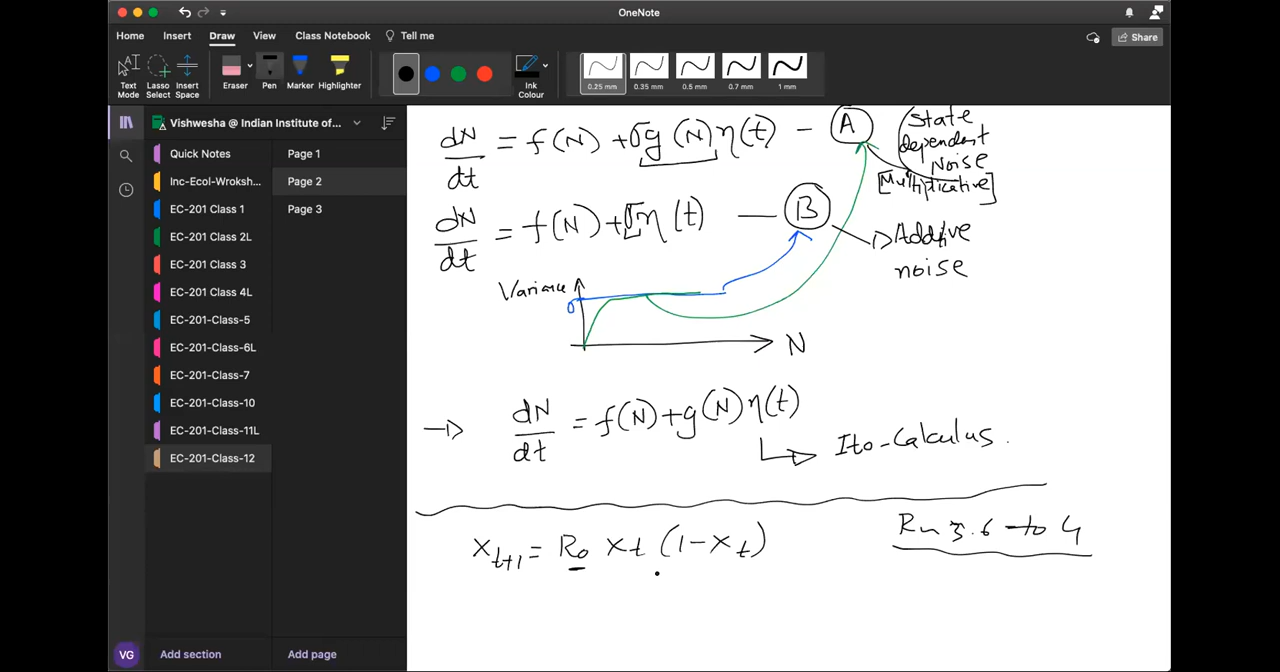 OneNote
Home Insert Draw View Class Notebook Tell me
Share
Text Mode
Lasso Select
Insert Space
Eraser
Pen
Marker
Highlighter
Ink Colour
0.25 mm 0.35 mm 0.5 mm 0.7 mm 1 mm
Vishwesha @ Indian Institute of...
Quick Notes
Inc-Ecol-Wroksh...
EC-201 Class 1
EC-201 Class 2L
EC-201 Class 3
EC-201 Class 4L
EC-201-Class-5
EC-201-Class-6L
EC-201-Class-7
EC-201-Class-10
EC-201-Class-11L
EC-201-Class-12
Page 1
Page 2
Page 3
VG
Add section
Add page
dN/dt = f(N) + σg(N)η(t) – A
State
dependent
Noise
[Multiplicative]
dN/dt = f(N) + ση(t) — B
Additive
noise
Variance
σ
N
dN/dt = f(N) + g(N)η(t)
Ito-Calculus.
X_{t+1} = R_0 X_t (1 - X_t)
3.6 to 4